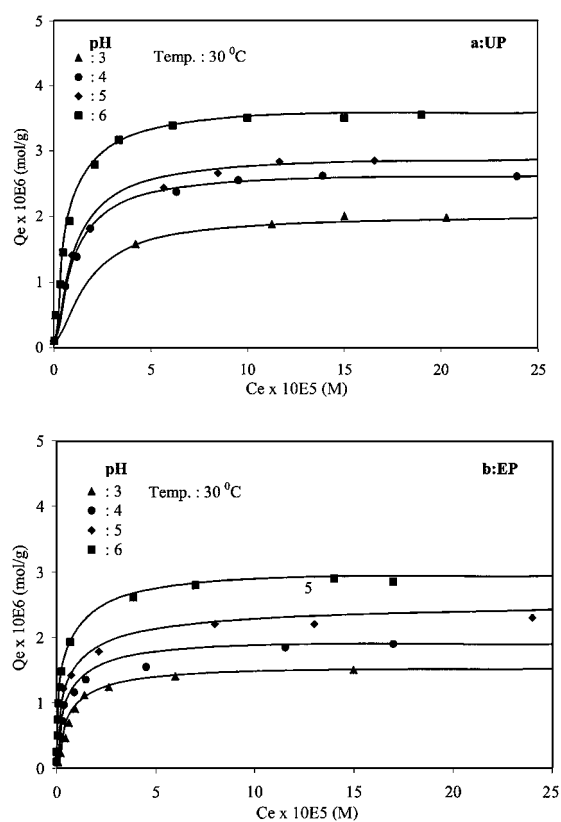 pH
a:UP
▲ : 3
Temp. : 30 ⁰C
● : 4
◆ : 5
■ : 6
5
4
3
2
1
0
Qe x 10E6 (mol/g)
0 5 10 15 20 25
Ce x 10E5 (M)
pH
b:EP
▲ : 3
Temp. : 30 ⁰C
● : 4
◆ : 5
■ : 6
5
4
3
2
1
0
Qe x 10E6 (mol/g)
5
0 5 10 15 20 25
Ce x 10E5 (M)